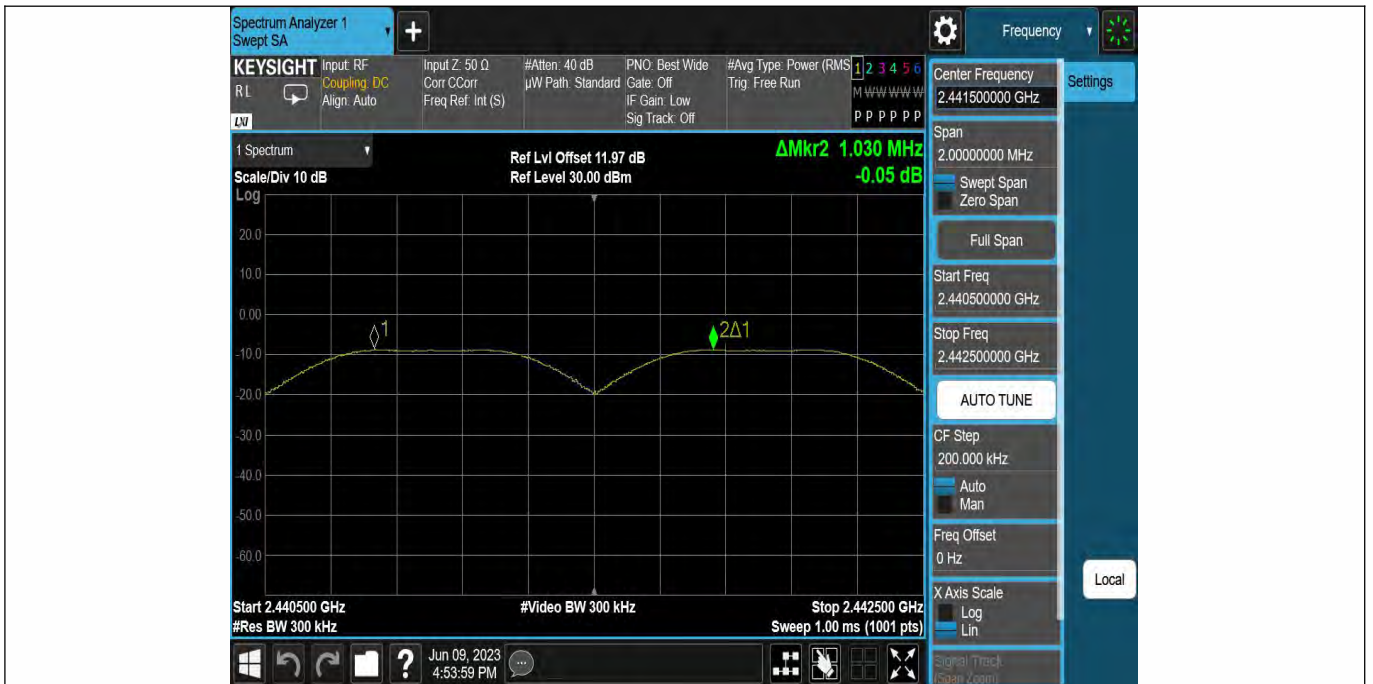 Spectrum Analyzer 1
Swept SA
+
Frequency
KEYSIGHT
RL
LXI
Input: RF
Coupling: DC
Align: Auto
Input Z: 50 Ω
Corr CCorr
Freq Ref: Int (S)
#Atten: 40 dB
µW Path: Standard
PNO: Best Wide
Gate: Off
IF Gain: Low
Sig Track: Off
#Avg Type: Power (RMS
Trig: Free Run
1 2 3 4 5 6
M W W W W W
P P P P P P
1 Spectrum
Scale/Div 10 dB
Log
Ref Lvl Offset 11.97 dB
Ref Level 30.00 dBm
ΔMkr2 1.030 MHz
-0.05 dB
20.0
10.0
0.00
-10.0
-20.0
-30.0
-40.0
-50.0
-60.0
1
2Δ1
Start 2.440500 GHz
#Res BW 300 kHz
#Video BW 300 kHz
Stop 2.442500 GHz
Sweep 1.00 ms (1001 pts)
Center Frequency
2.441500000 GHz
Settings
Span
2.00000000 MHz
Swept Span
Zero Span
Full Span
Start Freq
2.440500000 GHz
Stop Freq
2.442500000 GHz
AUTO TUNE
CF Step
200.000 kHz
Auto
Man
Freq Offset
0 Hz
X Axis Scale
Log
Lin
Signal Track
(Span Zoom)
Local
?
Jun 09, 2023
4:53:59 PM